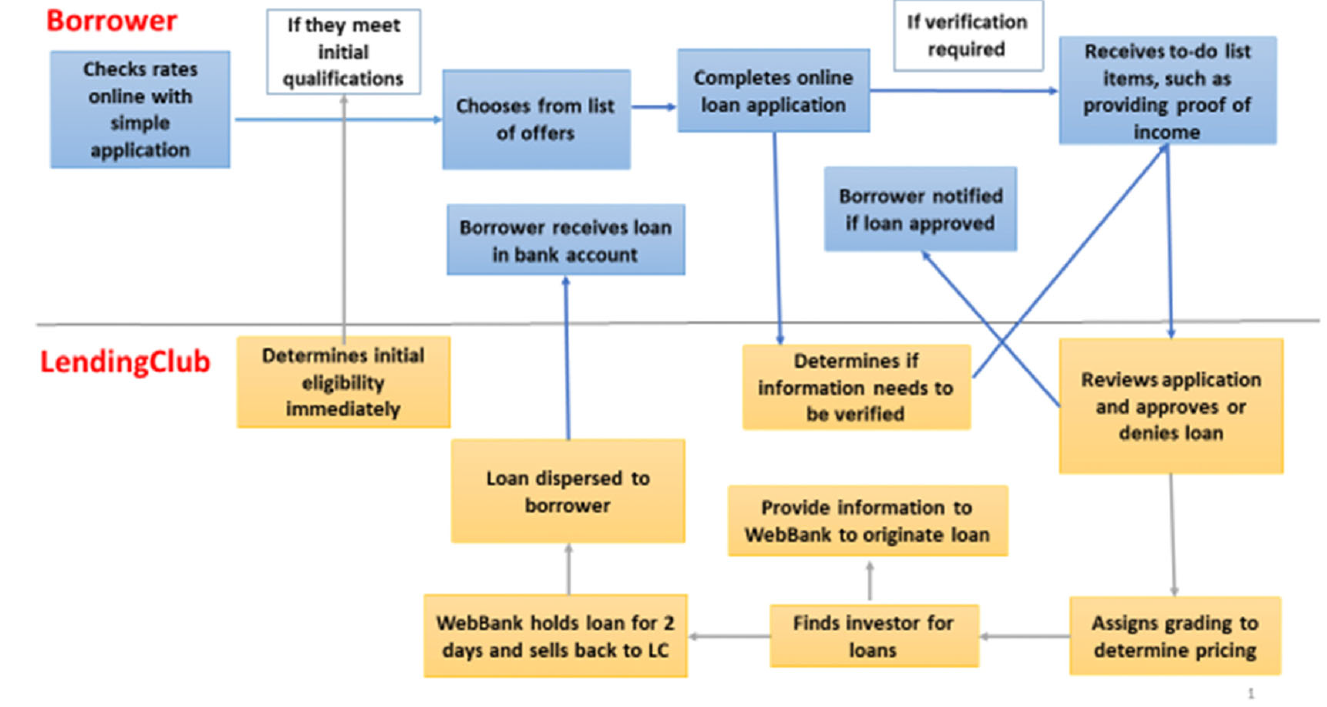 Borrower
Checks rates
online with
simple
application
If they meet
initial
qualifications
Chooses from list
of offers
Completes online
loan application
If verification
required
Receives to-do list
items, such as
providing proof of
income
Borrower receives loan
in bank account
Borrower notified
if loan approved
LendingClub
Determines initial
eligibility
immediately
Determines if
information needs to
be verified
Reviews application
and approves or
denies loan
Loan dispersed to
borrower
Provide information to
WebBank to originate loan
WebBank holds loan for 2
days and sells back to LC
Finds investor for
loans
Assigns grading to
determine pricing
1